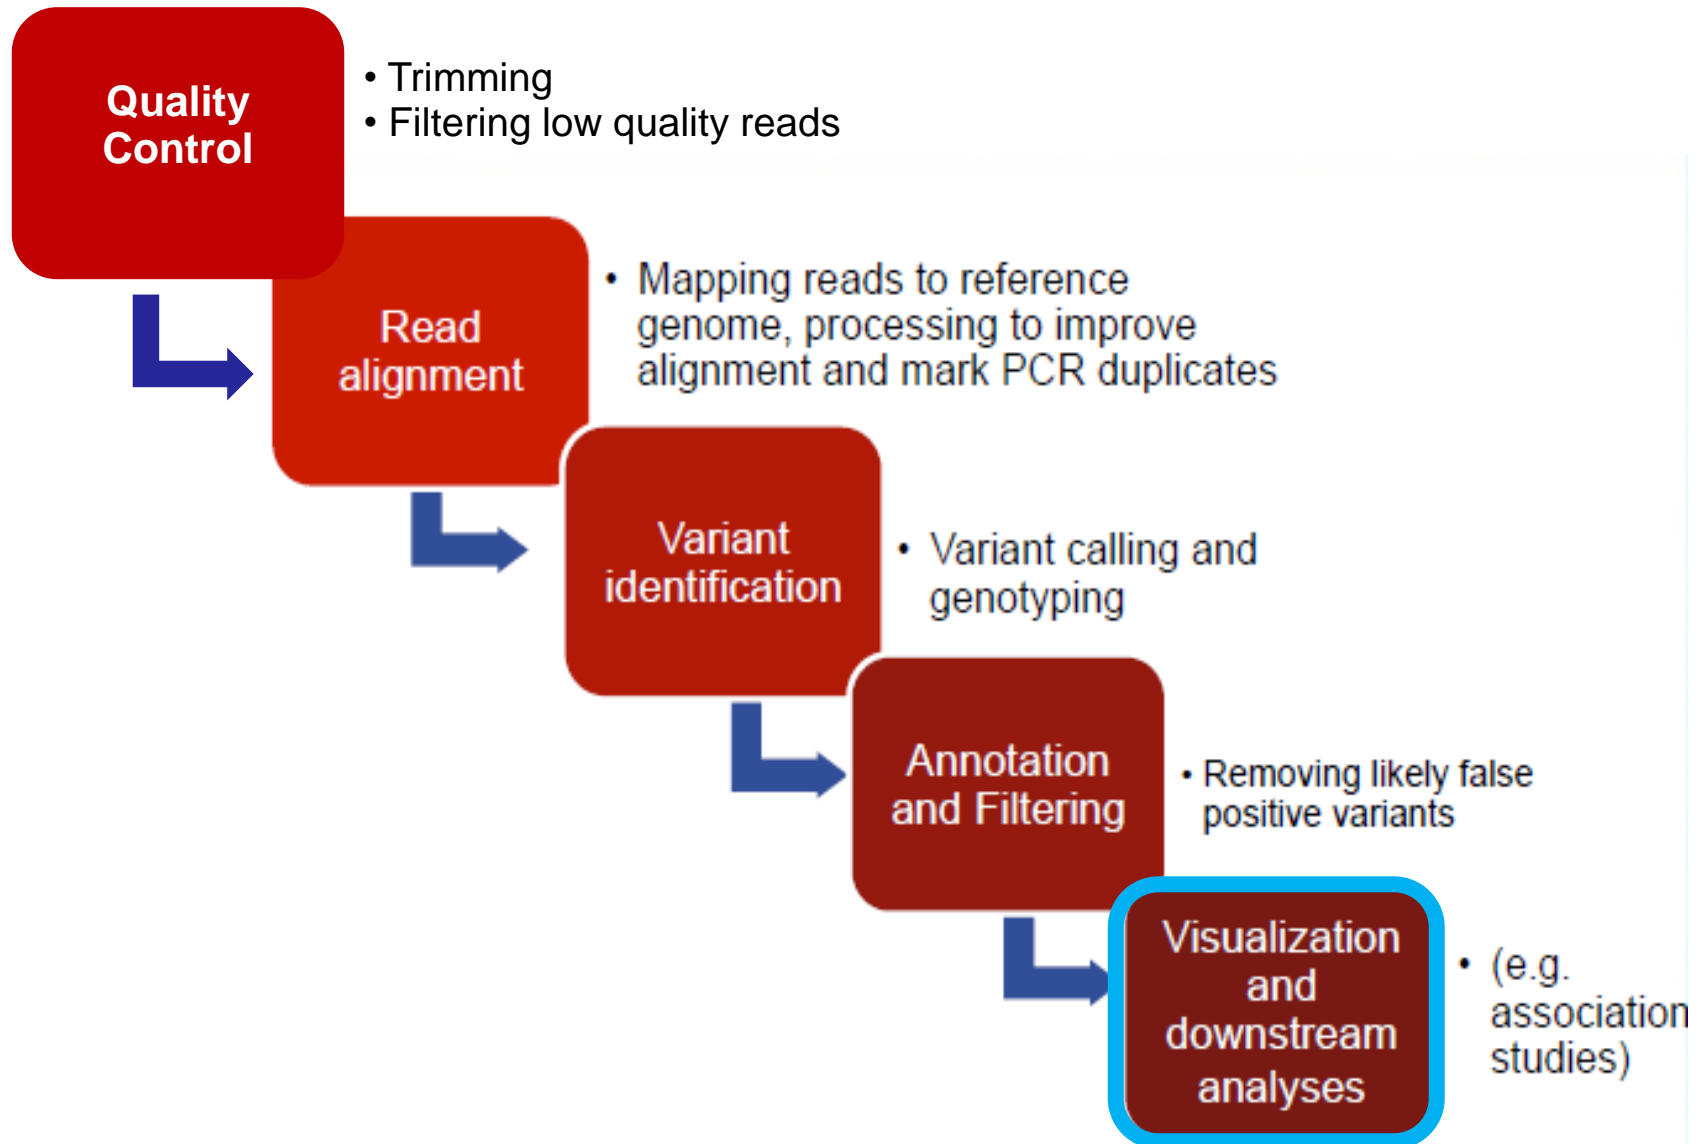 Quality
Control
• Trimming
• Filtering low quality reads
Read
alignment
• Mapping reads to reference
genome, processing to improve
alignment and mark PCR duplicates
Variant
identification
• Variant calling and
genotyping
Annotation
and Filtering
• Removing likely false
positive variants
Visualization
and
downstream
analyses
• (e.g.
association
studies)